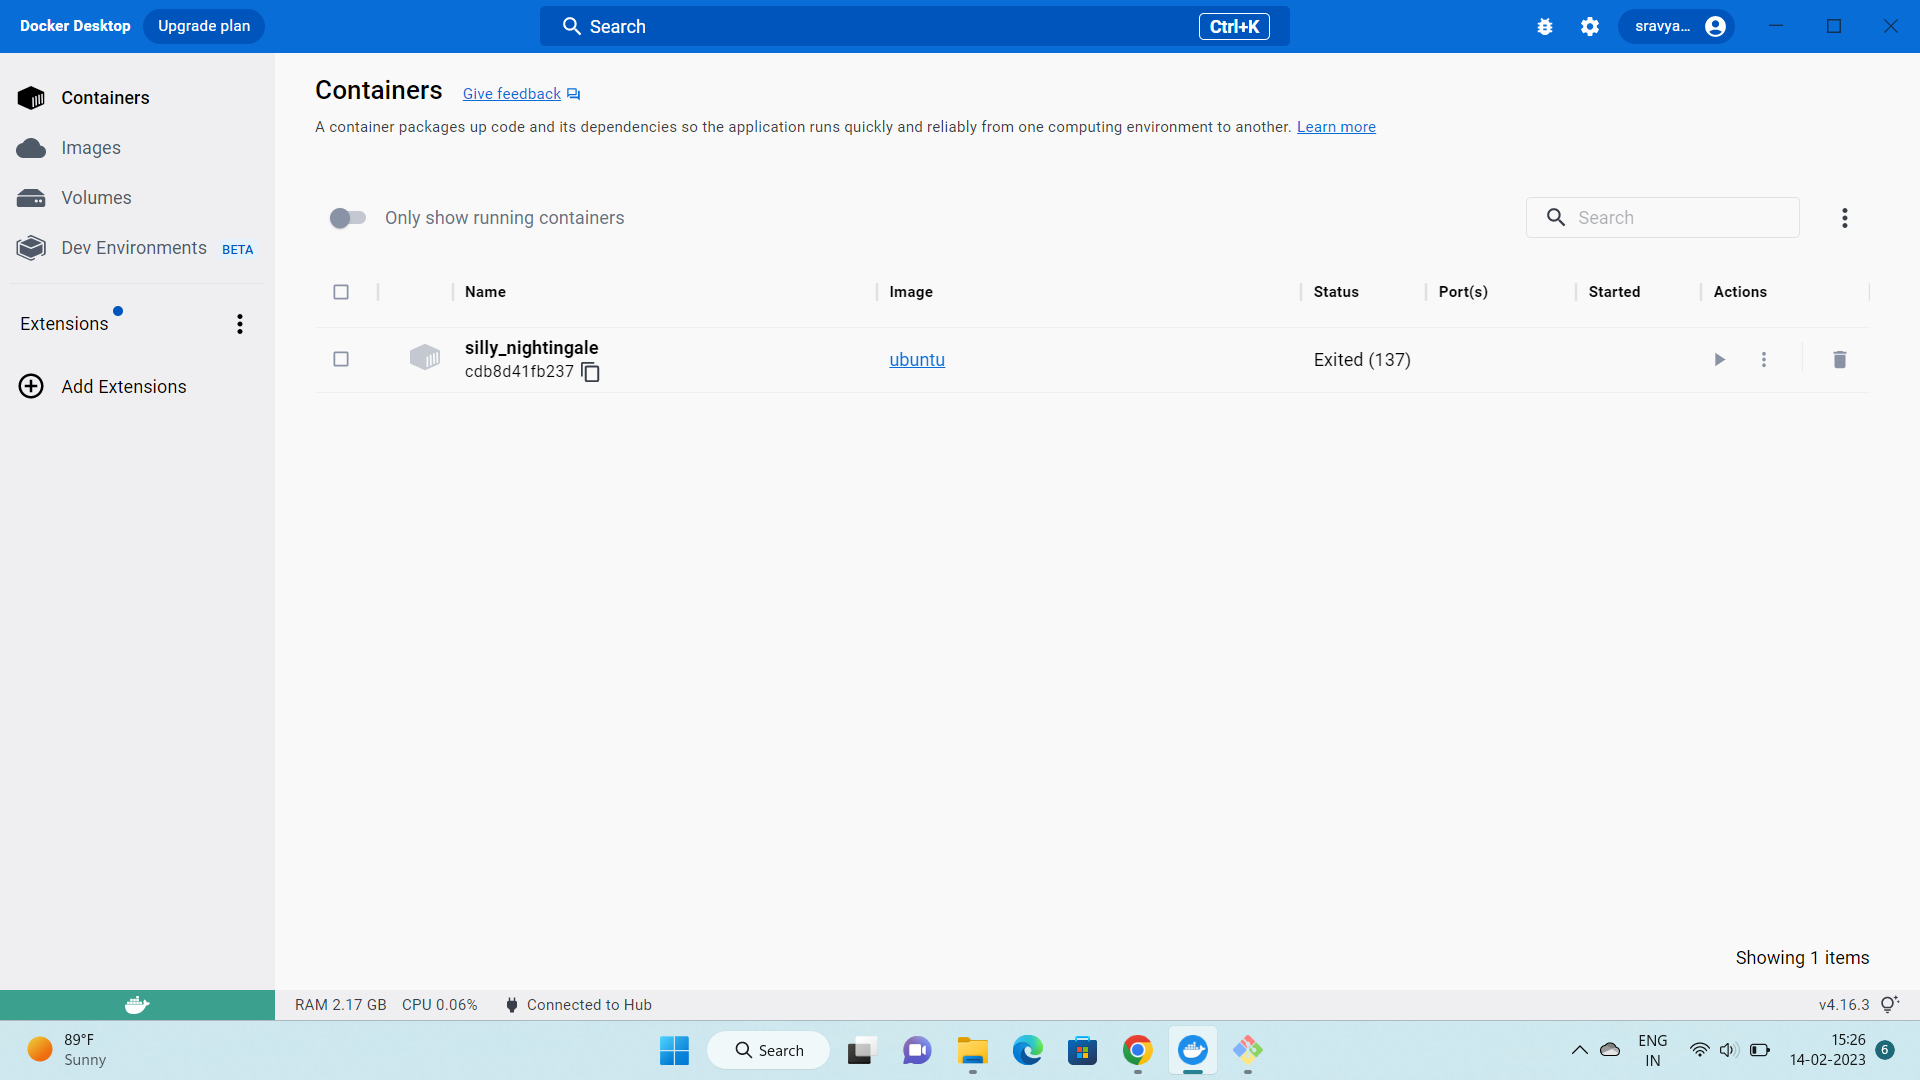 Docker Desktop
Upgrade plan
Search
Ctrl+K
sravya...
Containers
Images
Volumes
Dev Environments BETA
Extensions
Add Extensions
Containers Give feedback
A container packages up code and its dependencies so the application runs quickly and reliably from one computing environment to another. Learn more
Only show running containers
Search
Name Image Status Port(s) Started Actions
silly_nightingale
cdb8d41fb237
ubuntu
Exited (137)
Showing 1 items
RAM 2.17 GB CPU 0.06% Connected to Hub
v4.16.3
89°F
Sunny
Search
ENG
IN
15:26
14-02-2023
6